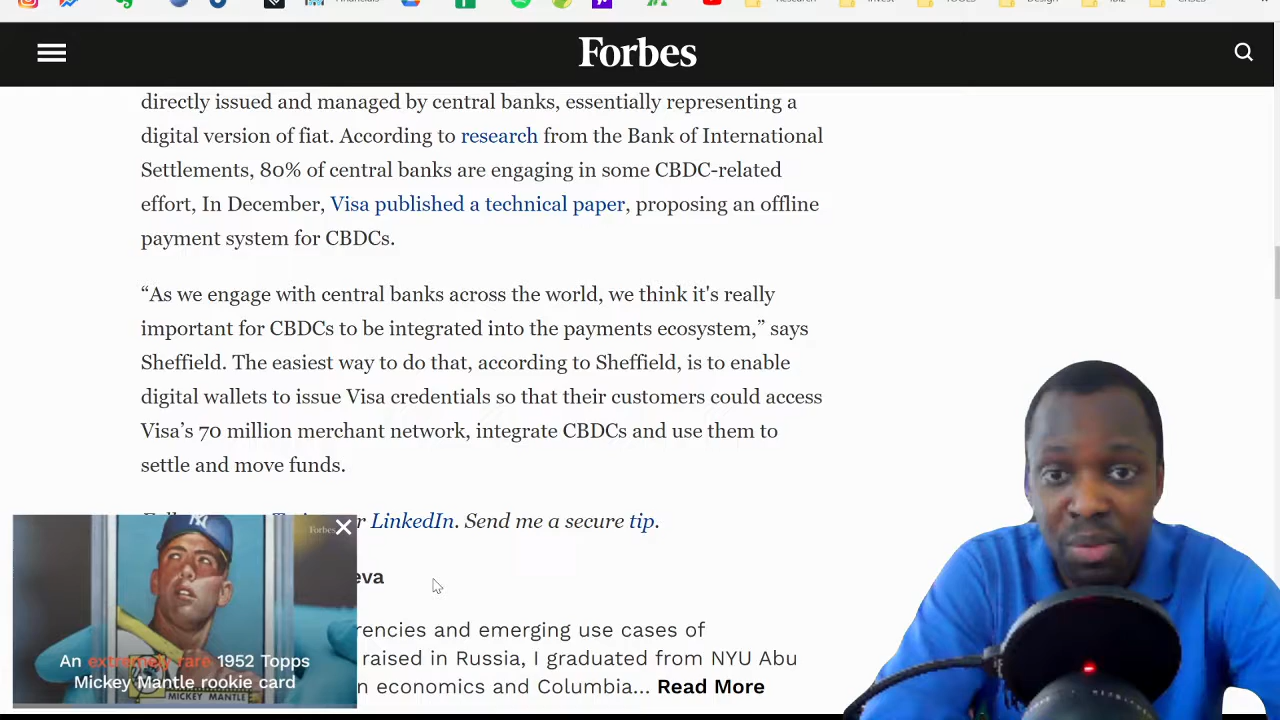 Forbes
directly issued and managed by central banks, essentially representing a
digital version of fiat. According to research from the Bank of International
Settlements, 80% of central banks are engaging in some CBDC-related
effort, In December, Visa published a technical paper, proposing an offline
payment system for CBDCs.
“As we engage with central banks across the world, we think it's really
important for CBDCs to be integrated into the payments ecosystem,” says
Sheffield. The easiest way to do that, according to Sheffield, is to enable
digital wallets to issue Visa credentials so that their customers could access
Visa’s 70 million merchant network, integrate CBDCs and use them to
settle and move funds.
LinkedIn. Send me a secure tip.
Forbes
An extremely rare 1952 Topps
Mickey Mantle rookie card
MICKEY MANTLE
eva
rencies and emerging use cases of
raised in Russia, I graduated from NYU Abu
n economics and Columbia... Read More